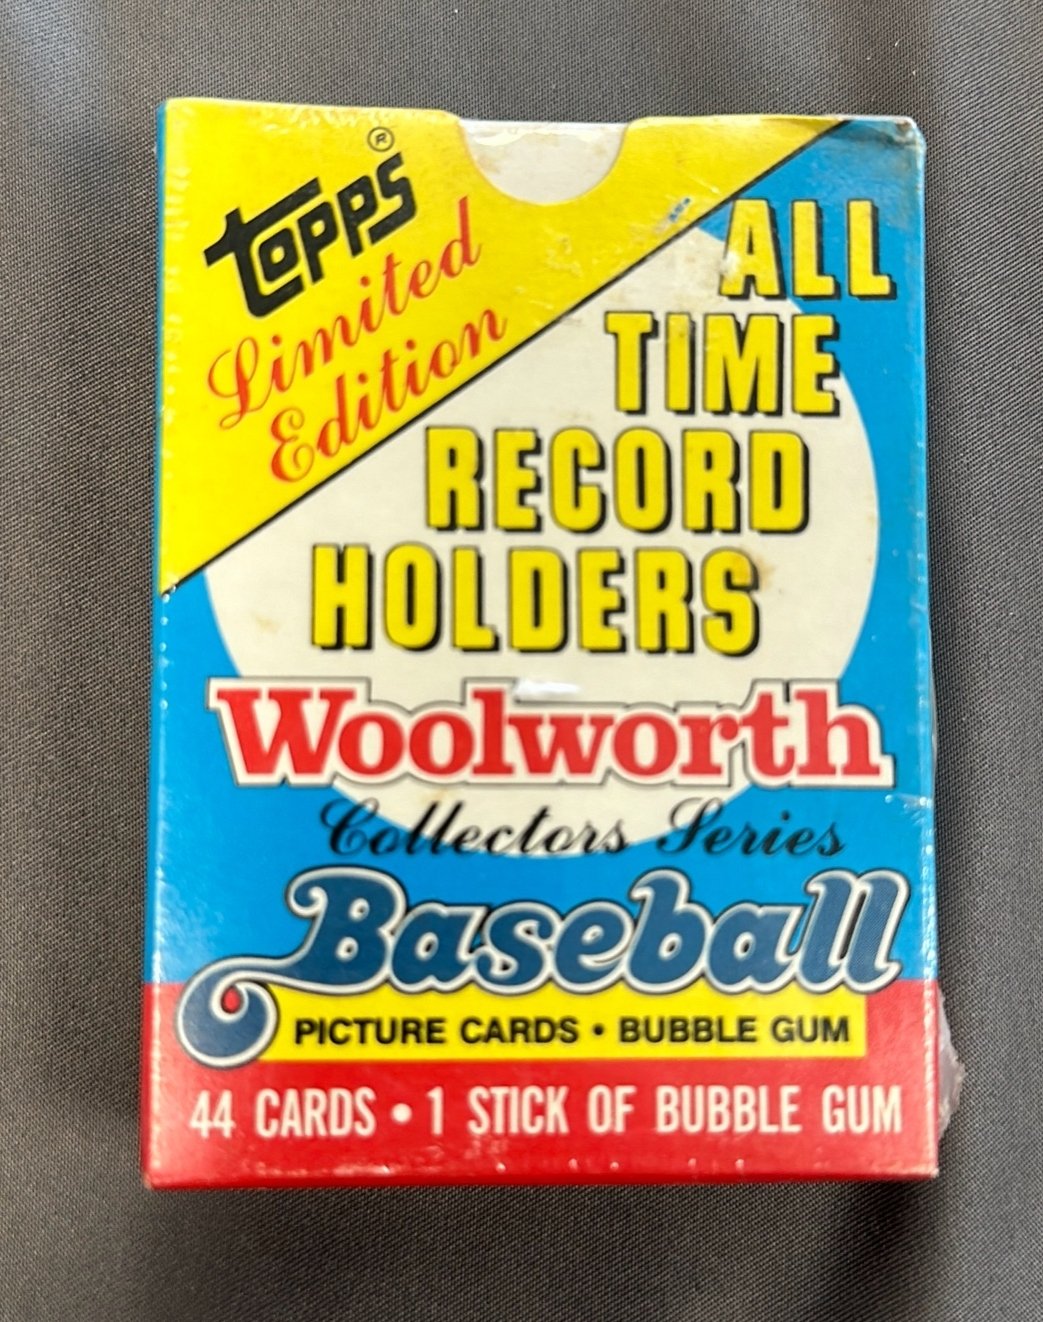 TOPPS®
Limited
Edition
ALL
TIME
RECORD
HOLDERS
Woolworth
Collectors Series
Baseball
PICTURE CARDS • BUBBLE GUM
44 CARDS • 1 STICK OF BUBBLE GUM